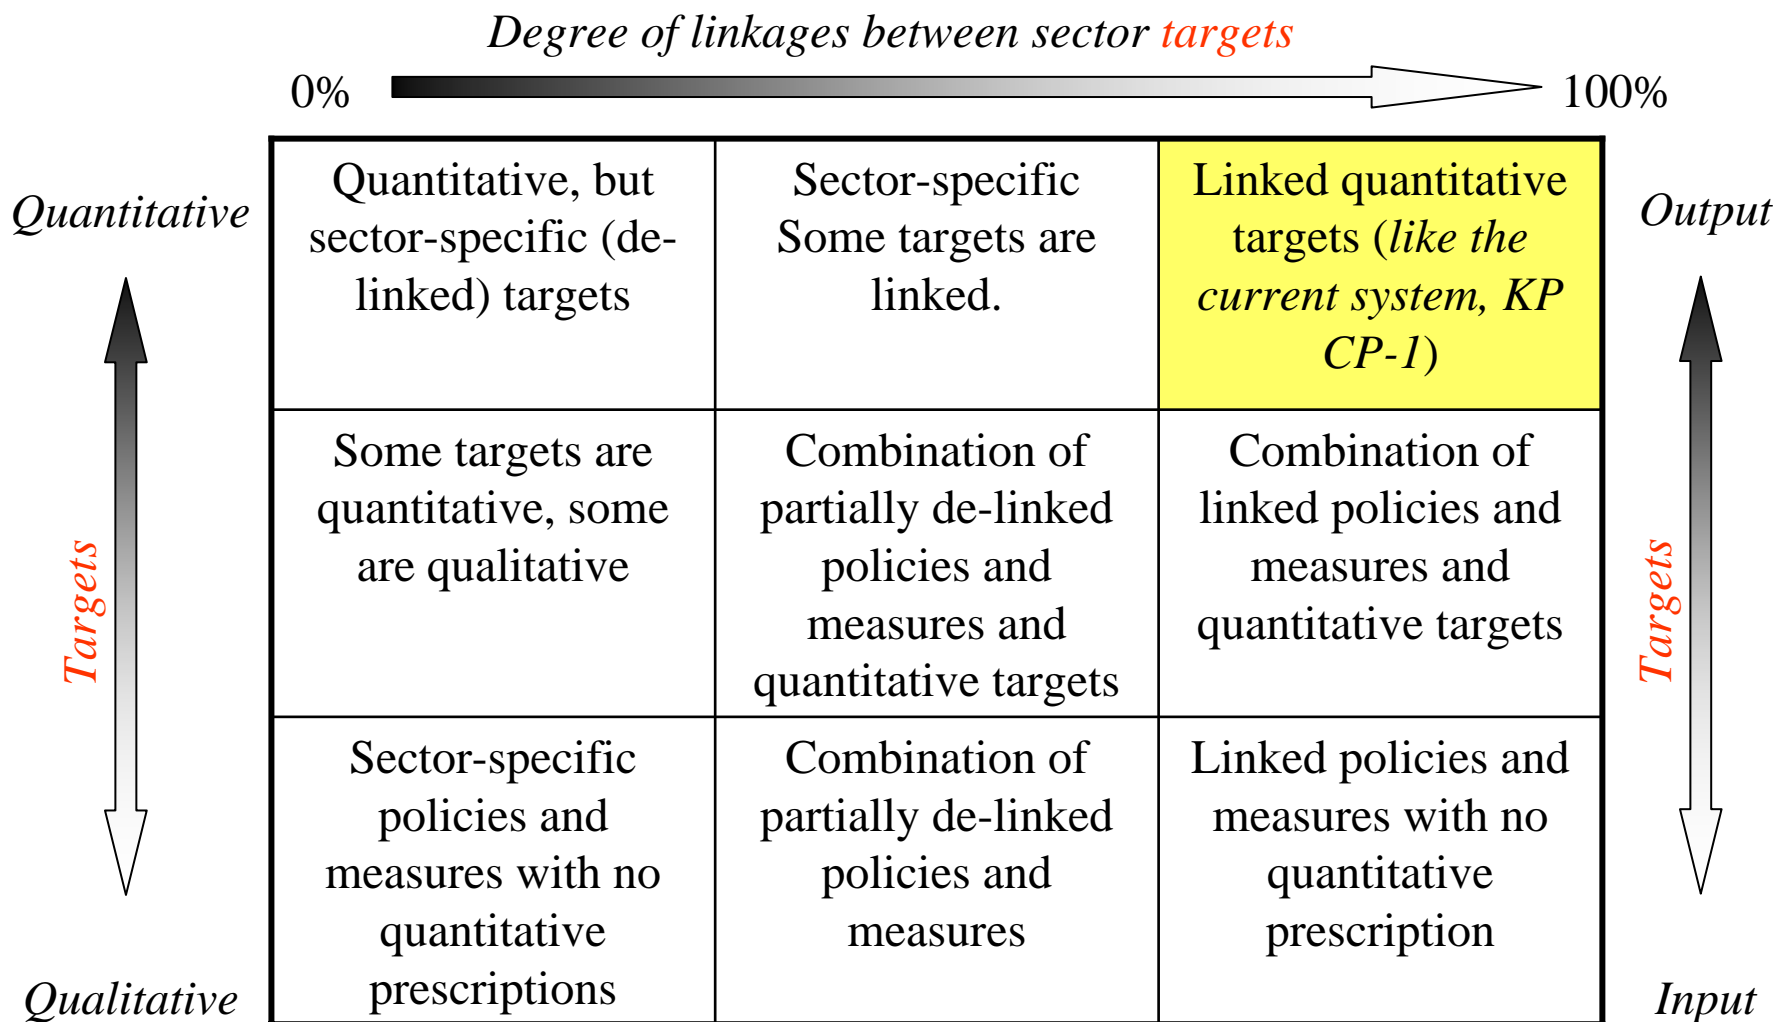 Degree of linkages between sector targets
0%
100%
Quantitative
Targets
Qualitative
Quantitative, but
sector-specific (de-
linked) targets
Sector-specific
Some targets are
linked.
Linked quantitative
targets (like the
current system, KP
CP-1)
Some targets are
quantitative, some
are qualitative
Combination of
partially de-linked
policies and
measures and
quantitative targets
Combination of
linked policies and
measures and
quantitative targets
Sector-specific
policies and
measures with no
quantitative
prescriptions
Combination of
partially de-linked
policies and
measures
Linked policies and
measures with no
quantitative
prescription
Output
Targets
Input